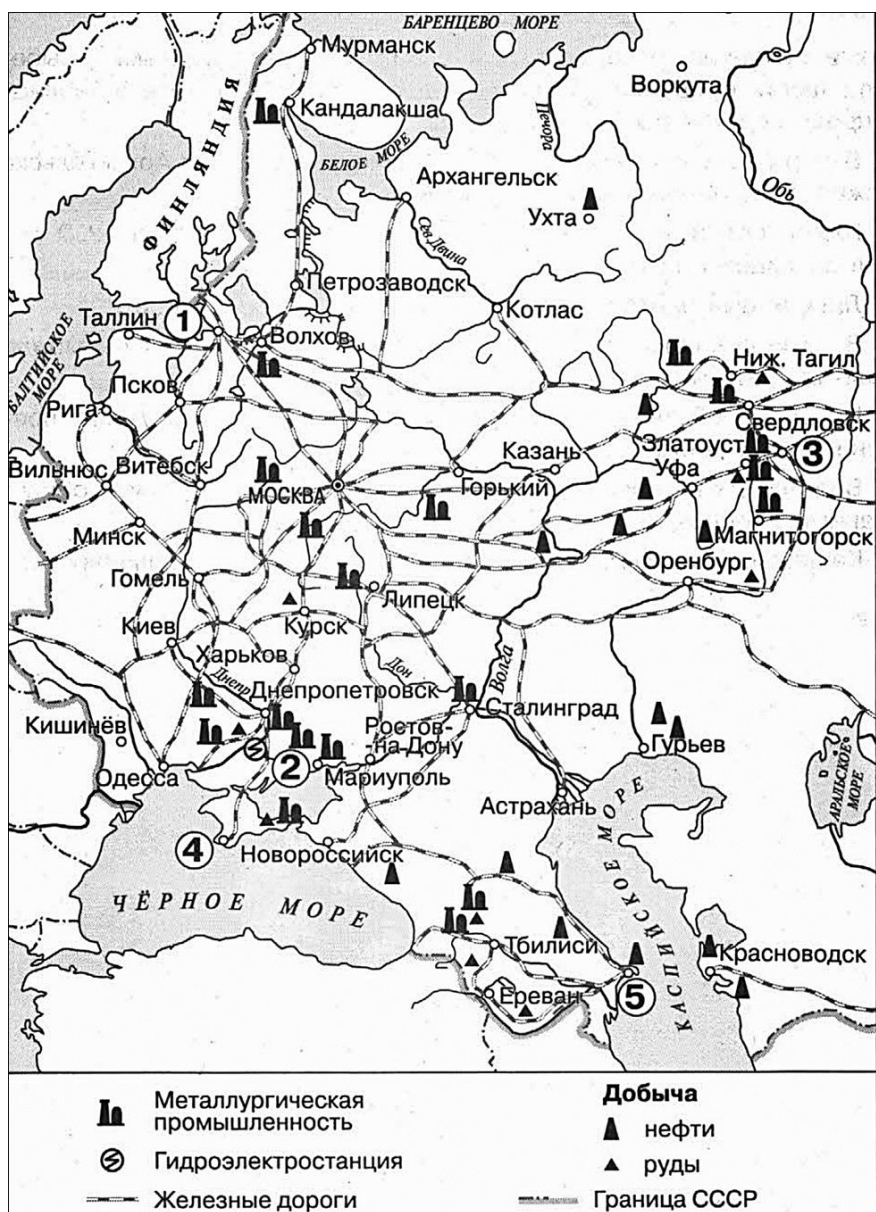 БАРЕНЦЕВО МОРЕ
Мурманск
Воркута
Кандалакша
Печора
ФИНЛЯНДИЯ
БЕЛОЕ МОРЕ
Архангельск
Обь
Ухта
Сев. Двина
Петрозаводск
Котлас
1
Таллин
Волхов
Ниж. Тагил
БАЛТИЙСКОЕ
МОРЕ
Псков
Рига
Свердловск
Казань
Златоуст
3
Вильнюс
Витебск
МОСКВА
Горький
Уфа
Минск
Магнитогорск
Оренбург
Гомель
Липецк
Киев
Курск
Харьков
Дон
Волга
Днепр
Днепропетровск
Сталинград
Кишинёв
Ростов-
на-Дону
Гурьев
2
Одесса
Мариуполь
Астрахань
АРАЛЬСКОЕ
МОРЕ
4
Новороссийск
ЧЁРНОЕ МОРЕ
КАСПИЙСКОЕ МОРЕ
Тбилиси
Красноводск
Ереван
5
Металлургическая
промышленность
Гидроэлектростанция
Железные дороги
Добыча
нефти
руды
Граница СССР